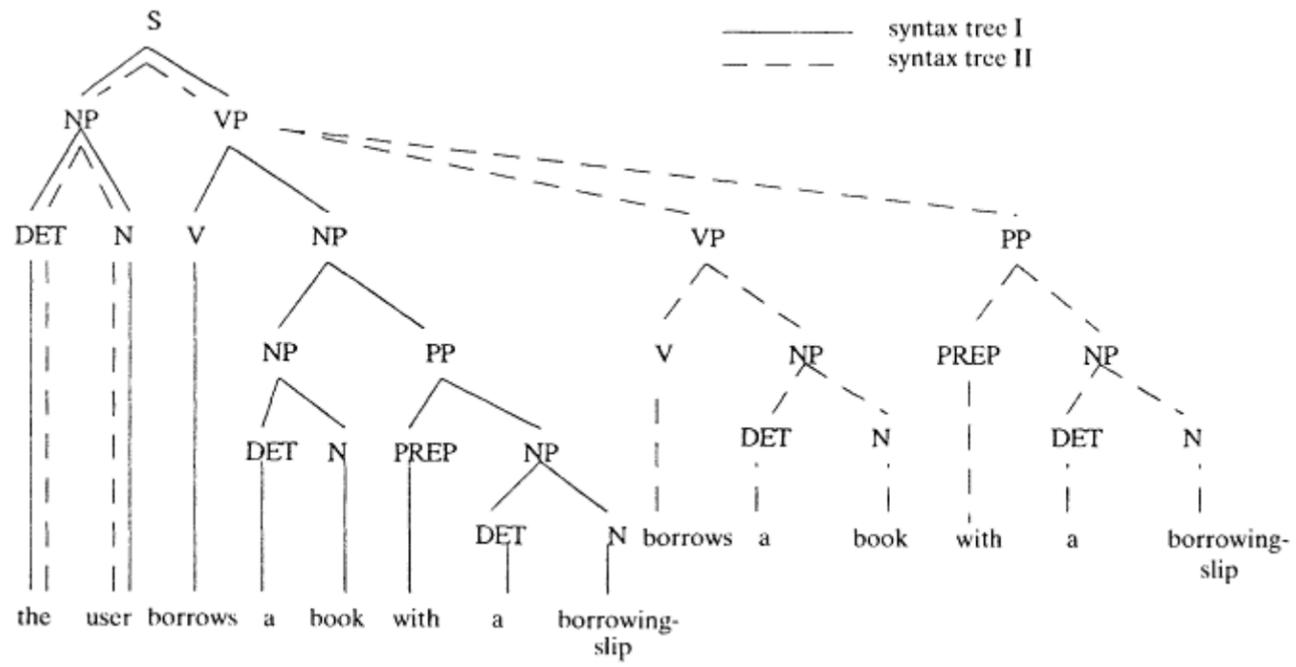 S
syntax tree I
syntax tree II
NP VP
DET N V NP VP PP
NP PP V NP PREP NP
DET N PREP NP DET N DET N
DET N borrows a book with a borrowing-
slip
the user borrows a book with a borrowing-
slip